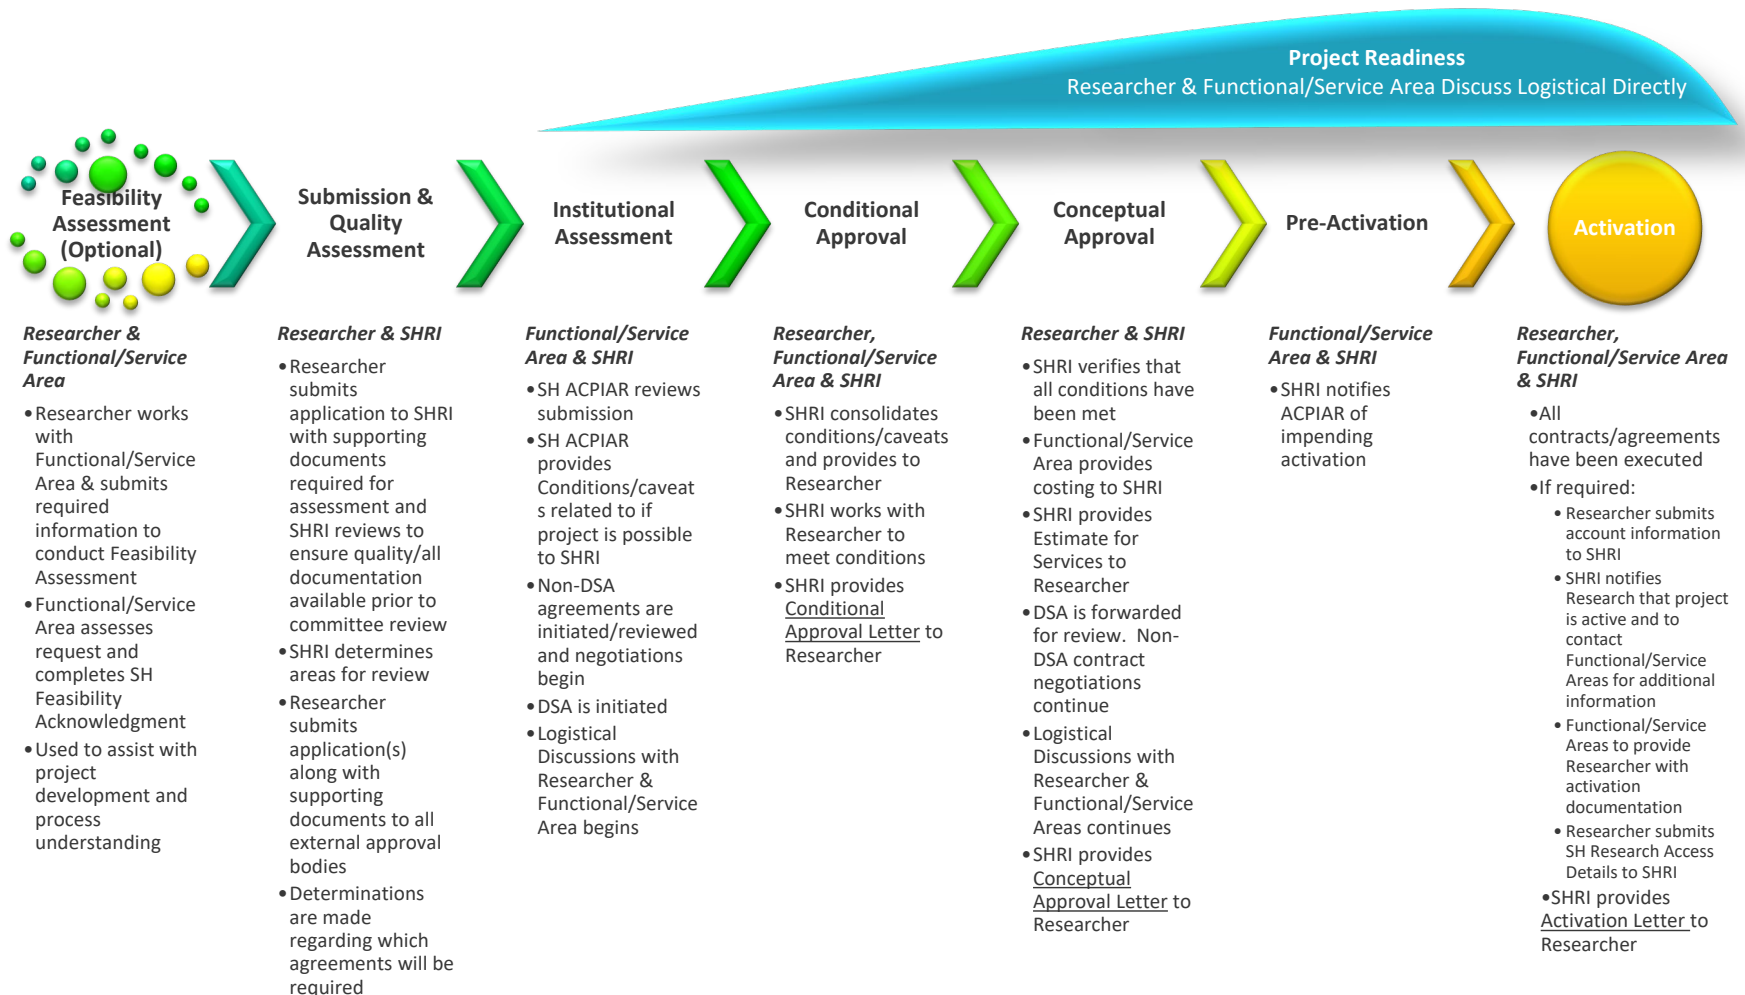 Project Readiness
Researcher & Functional/Service Area Discuss Logistical Directly
Feasibility
Assessment
(Optional)
Submission &
Quality
Assessment
Institutional
Assessment
Conditional
Approval
Conceptual
Approval
Pre-Activation
Activation
Researcher &
Functional/Service
Area
•Researcher works
with
Functional/Service
Area & submits
required
information to
conduct Feasibility
Assessment
•Functional/Service
Area assesses
request and
completes SH
Feasibility
Acknowledgment
•Used to assist with
project
development and
process
understanding
Researcher & SHRI
•Researcher
submits
application to SHRI
with supporting
documents
required for
assessment and
SHRI reviews to
ensure quality/all
documentation
available prior to
committee review
•SHRI determines
areas for review
•Researcher
submits
application(s)
along with
supporting
documents to all
external approval
bodies
•Determinations
are made
regarding which
agreements will be
required
Functional/Service
Area & SHRI
•SH ACPIAR reviews
submission
•SH ACPIAR
provides
Conditions/caveat
s related to if
project is possible
to SHRI
•Non-DSA
agreements are
initiated/reviewed
and negotiations
begin
•DSA is initiated
•Logistical
Discussions with
Researcher &
Functional/Service
Area begins
Researcher,
Functional/Service
Area & SHRI
•SHRI consolidates
conditions/caveats
and provides to
Researcher
•SHRI works with
Researcher to
meet conditions
•SHRI provides
Conditional
Approval Letter to
Researcher
Researcher & SHRI
•SHRI verifies that
all conditions have
been met
•Functional/Service
Area provides
costing to SHRI
•SHRI provides
Estimate for
Services to
Researcher
•DSA is forwarded
for review.  Non-
DSA contract
negotiations
continue
•Logistical
Discussions with
Researcher &
Functional/Service
Areas continues
•SHRI provides
Conceptual
Approval Letter to
Researcher
Functional/Service
Area & SHRI
•SHRI notifies
ACPIAR of
impending
activation
Researcher,
Functional/Service Area
& SHRI
•All
contracts/agreements
have been executed
•If required:
• Researcher submits
account information
to SHRI
• SHRI notifies
Research that project
is active and to
contact
Functional/Service
Areas for additional
information
• Functional/Service
Areas to provide
Researcher with
activation
documentation
• Researcher submits
SH Research Access
Details to SHRI
•SHRI provides
Activation Letter to
Researcher